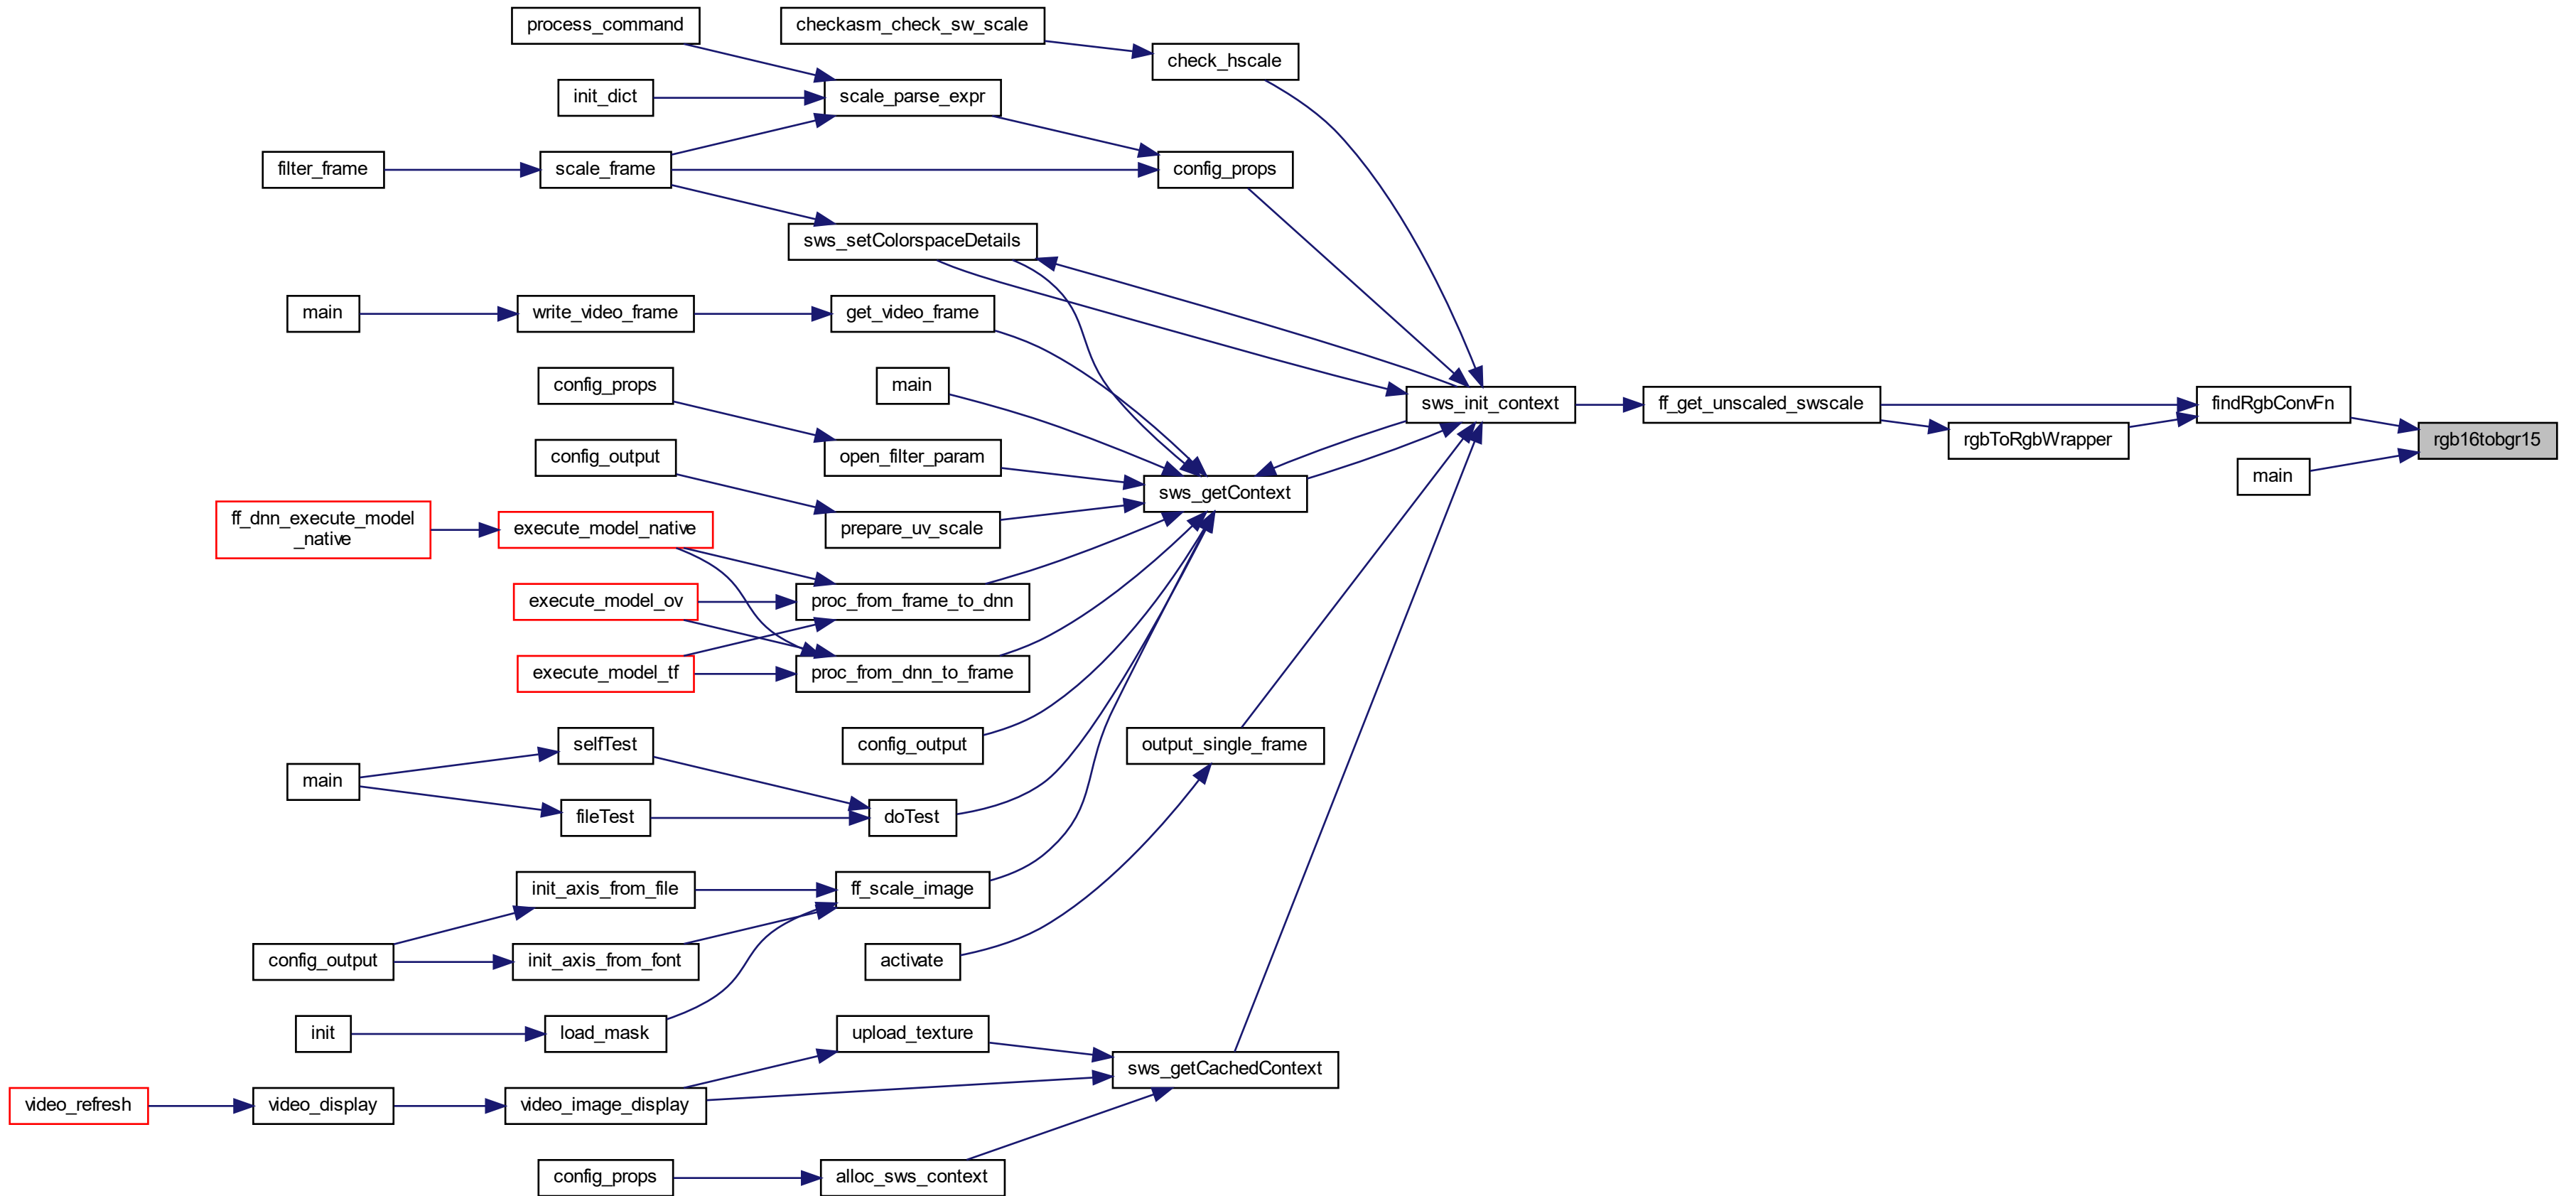 process_command
checkasm_check_sw_scale
check_hscale
init_dict
scale_parse_expr
filter_frame
scale_frame
config_props
sws_setColorspaceDetails
main
write_video_frame
get_video_frame
config_props
main
sws_init_context
ff_get_unscaled_swscale
findRgbConvFn
rgbToRgbWrapper
rgb16tobgr15
main
config_output
open_filter_param
sws_getContext
ff_dnn_execute_model
_native
execute_model_native
prepare_uv_scale
execute_model_ov
proc_from_frame_to_dnn
execute_model_tf
proc_from_dnn_to_frame
selfTest
config_output
output_single_frame
main
fileTest
doTest
init_axis_from_file
ff_scale_image
config_output
init_axis_from_font
activate
init
load_mask
upload_texture
sws_getCachedContext
video_refresh
video_display
video_image_display
config_props
alloc_sws_context